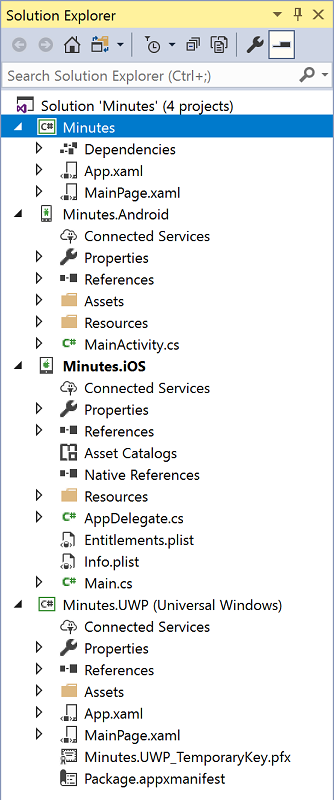 Solution Explorer
Search Solution Explorer (Ctrl+;)
Solution 'Minutes' (4 projects)
C# Minutes
Dependencies
App.xaml
MainPage.xaml
Minutes.Android
Connected Services
Properties
References
Assets
Resources
C# MainActivity.cs
Minutes.iOS
Connected Services
Properties
References
Asset Catalogs
Native References
Resources
C# AppDelegate.cs
Entitlements.plist
Info.plist
C# Main.cs
C# Minutes.UWP (Universal Windows)
Connected Services
Properties
References
Assets
App.xaml
MainPage.xaml
Minutes.UWP_TemporaryKey.pfx
Package.appxmanifest